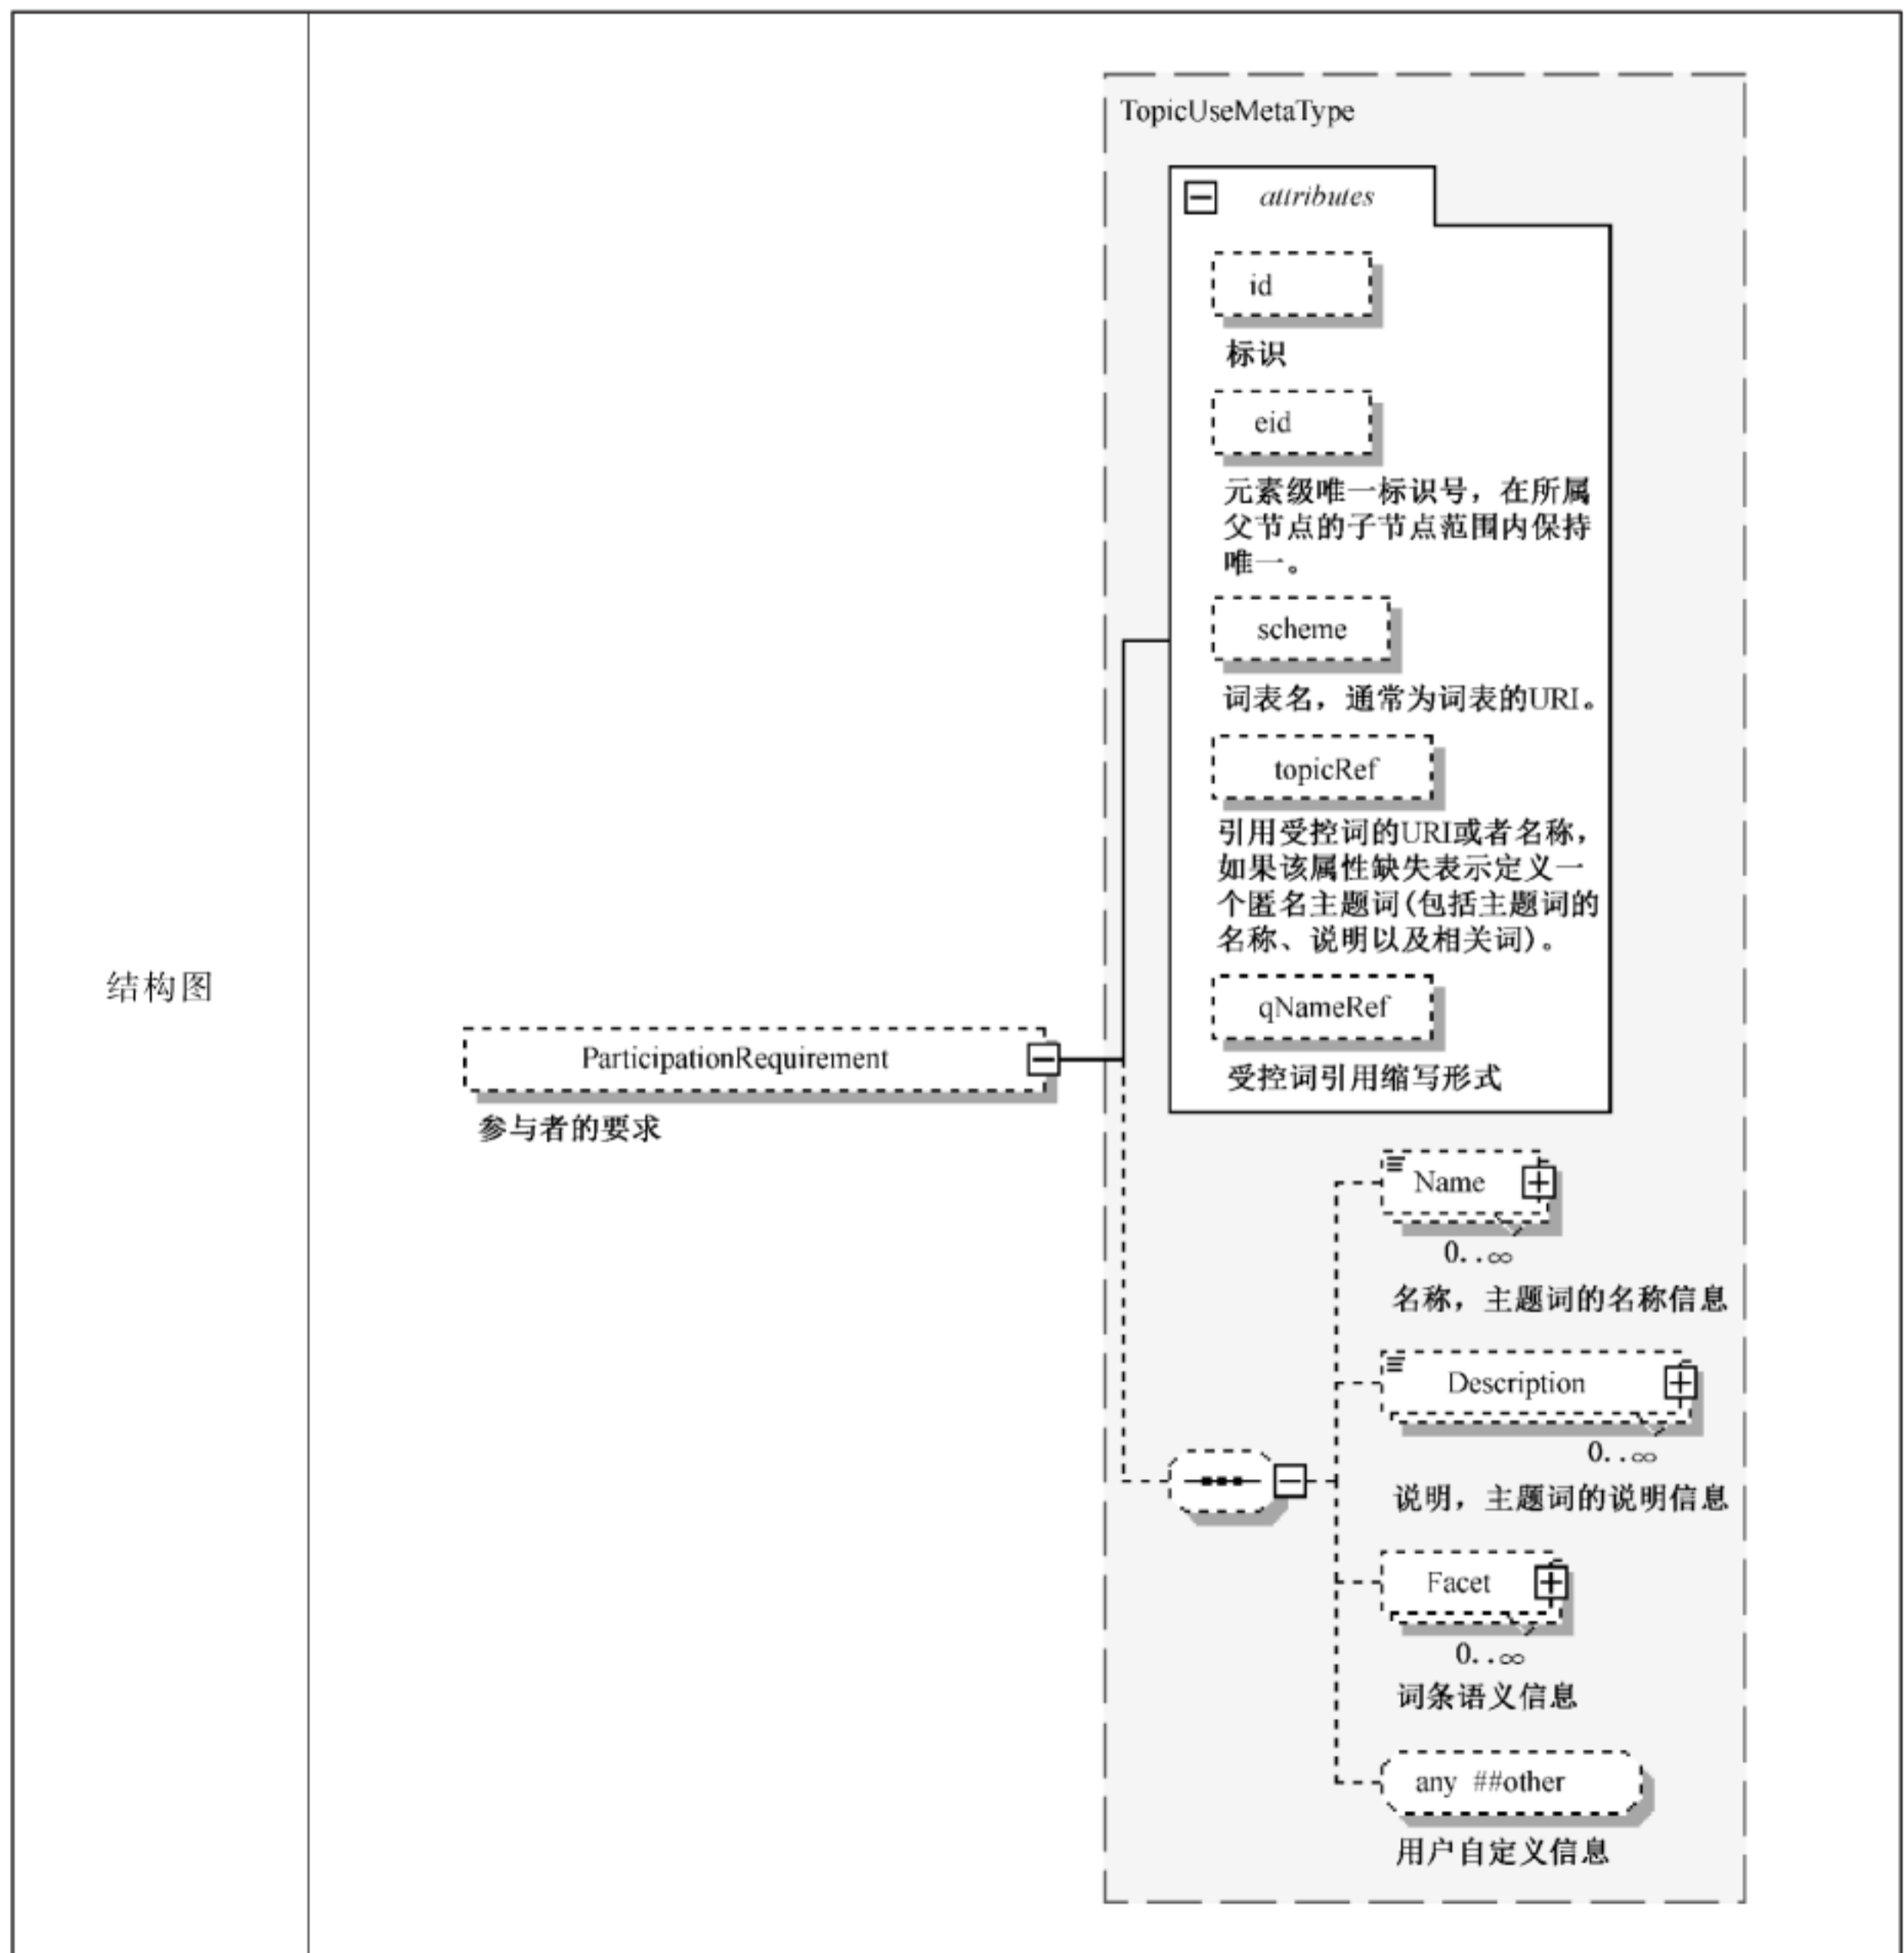 TopicUseMetaType
attributes
id
标识
eid
元素级唯一标识号，在所属
父节点的子节点范围内保持
唯一。
scheme
词表名，通常为词表的URI。
topicRef
引用受控词的URI或者名称，
如果该属性缺失表示定义一
个匿名主题词(包括主题词的
名称、说明以及相关词)。
qNameRef
受控词引用缩写形式
结构图
ParticipationRequirement
参与者的要求
Name
0..∞
名称，主题词的名称信息
Description
0..∞
说明，主题词的说明信息
Facet
0..∞
词条语义信息
any ##other
用户自定义信息